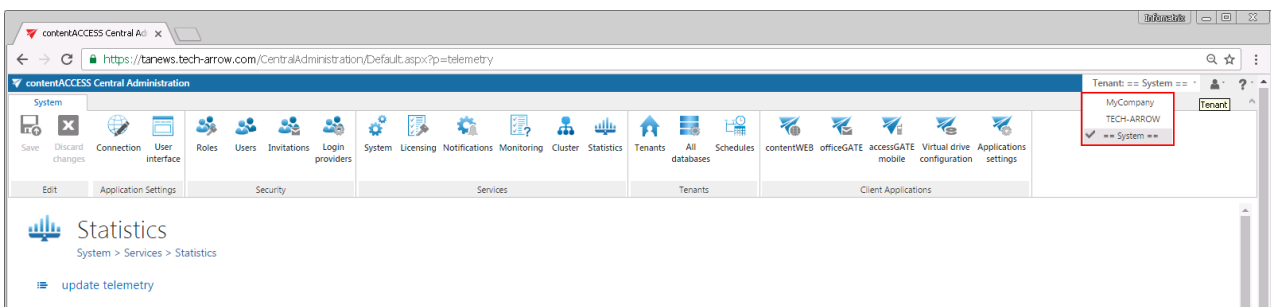 Infometrix
contentACCESS Central Ad
https://tanews.tech-arrow.com/CentralAdministration/Default.aspx?p=telemetry
contentACCESS Central Administration
Tenant: == System ==
?
System
MyCompany
TECH-ARROW
== System ==
Tenant
Save
Discard changes
Connection
User interface
Roles
Users
Invitations
Login providers
System
Licensing
Notifications
Monitoring
Cluster
Statistics
Tenants
All databases
Schedules
contentWEB
officeGATE
accessGATE mobile
Virtual drive configuration
Applications settings
Edit
Application Settings
Security
Services
Tenants
Client Applications
Statistics
System > Services > Statistics
update telemetry